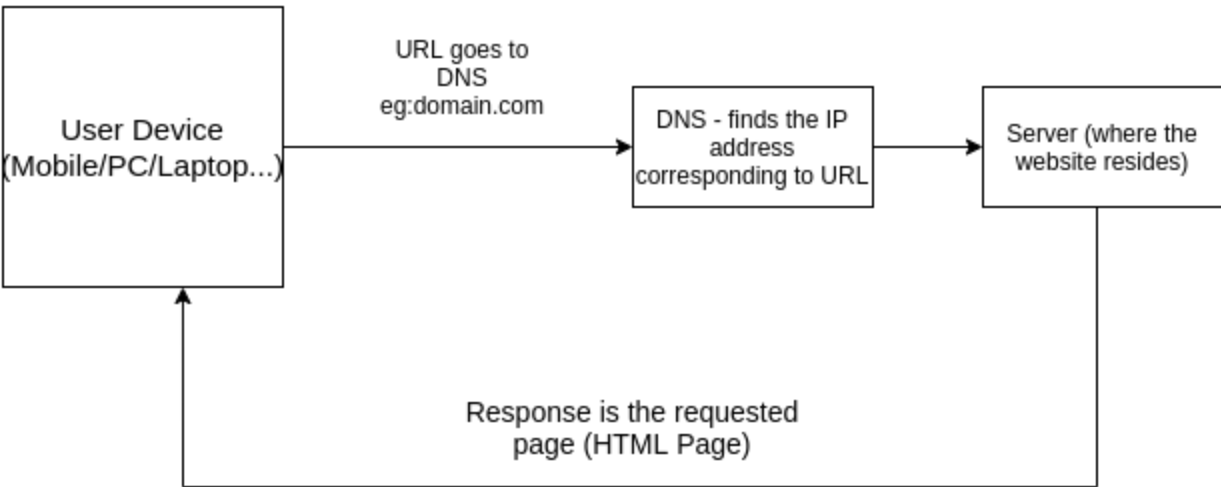 User Device
(Mobile/PC/Laptop...)
URL goes to
DNS
eg:domain.com
DNS - finds the IP
address
corresponding to URL
Server (where the
website resides)
Response is the requested
page (HTML Page)